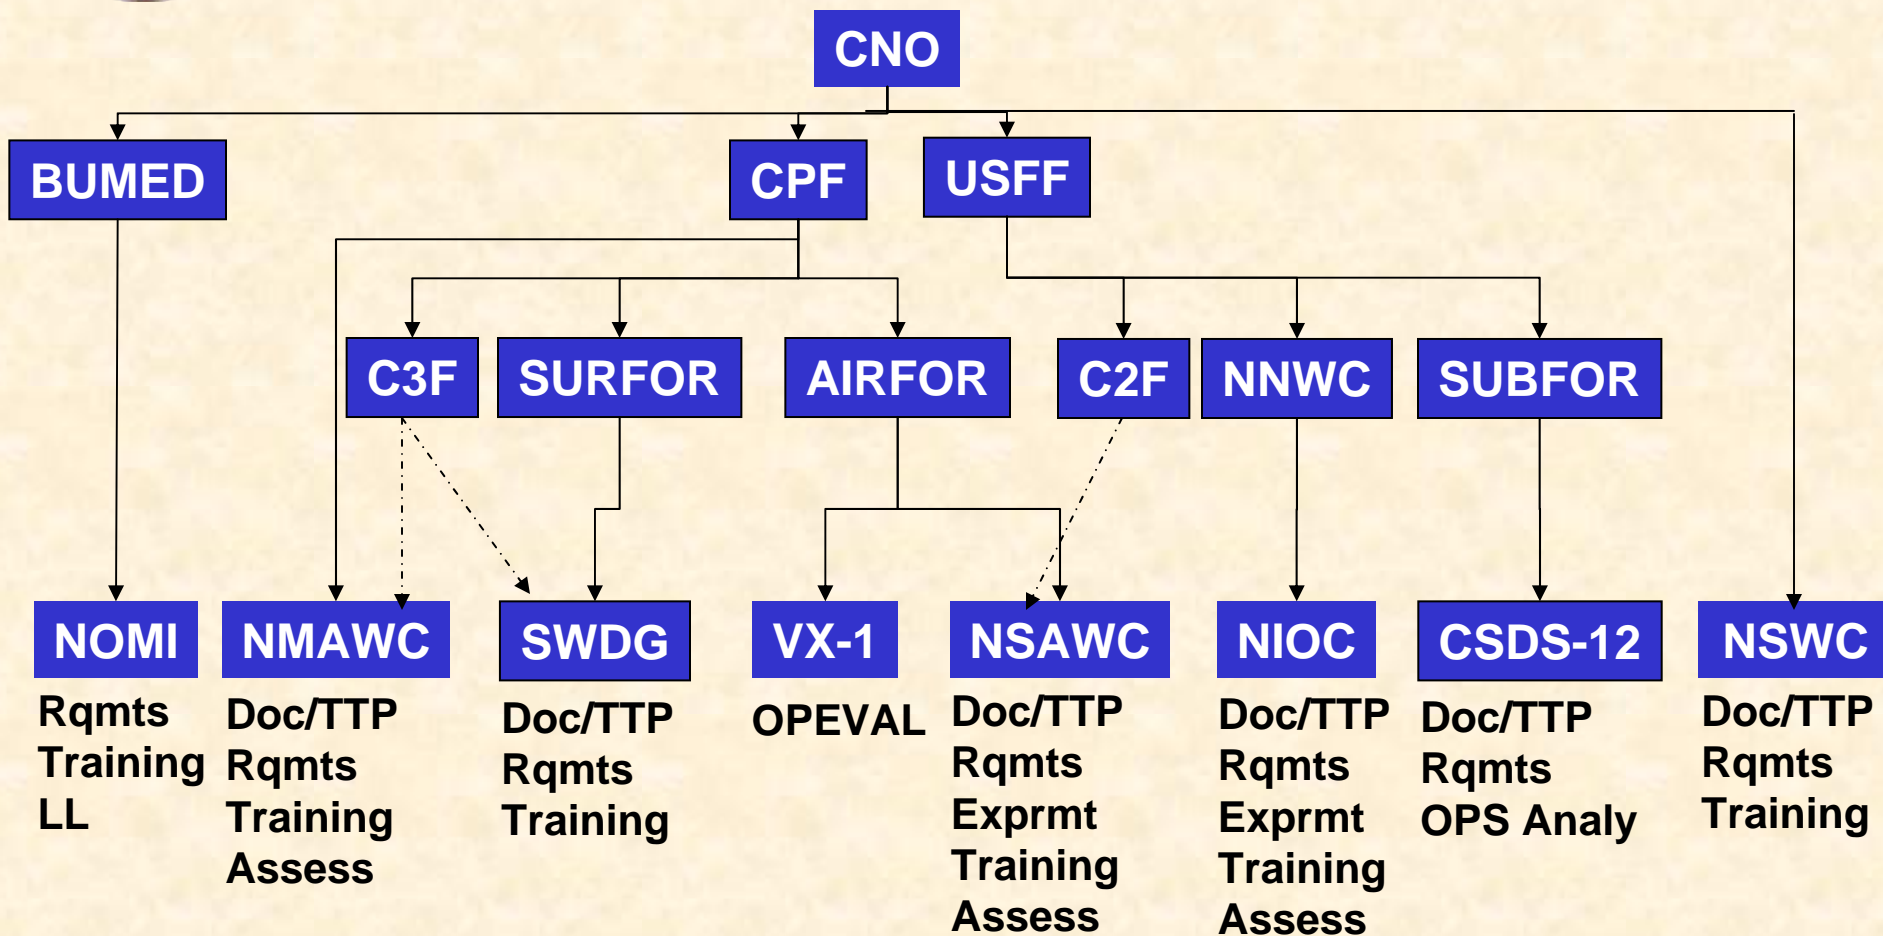 CNO
BUMED
CPF
USFF
C3F
SURFOR
AIRFOR
C2F
NNWC
SUBFOR
NOMI
Rqmts
Training
LL
NMAWC
Doc/TTP
Rqmts
Training
Assess
SWDG
Doc/TTP
Rqmts
Training
VX-1
OPEVAL
NSAWC
Doc/TTP
Rqmts
Exprmt
Training
Assess
NIOC
Doc/TTP
Rqmts
Exprmt
Training
Assess
CSDS-12
Doc/TTP
Rqmts
OPS Analy
NSWC
Doc/TTP
Rqmts
Training